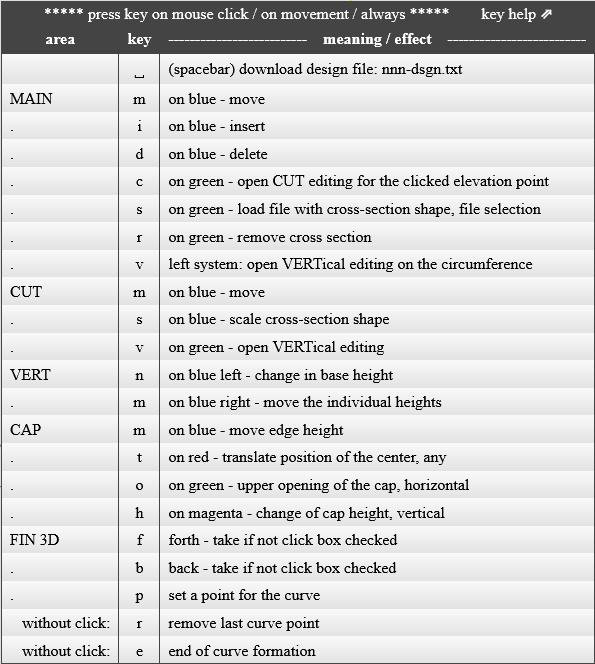 ***** press key on mouse click / on movement / always ***** key help ⇗
area key -------------------------- meaning / effect --------------------------
␣ (spacebar) download design file: nnn-dsgn.txt
MAIN m on blue - move
. i on blue - insert
. d on blue - delete
. c on green - open CUT editing for the clicked elevation point
. s on green - load file with cross-section shape, file selection
. r on green - remove cross section
. v left system: open VERTical editing on the circumference
CUT m on blue - move
. s on blue - scale cross-section shape
. v on green - open VERTical editing
VERT n on blue left - change in base height
. m on blue right - move the individual heights
CAP m on blue - move edge height
. t on red - translate position of the center, any
. o on green - upper opening of the cap, horizontal
. h on magenta - change of cap height, vertical
FIN 3D f forth - take if not click box checked
. b back - take if not click box checked
. p set a point for the curve
without click: r remove last curve point
without click: e end of curve formation